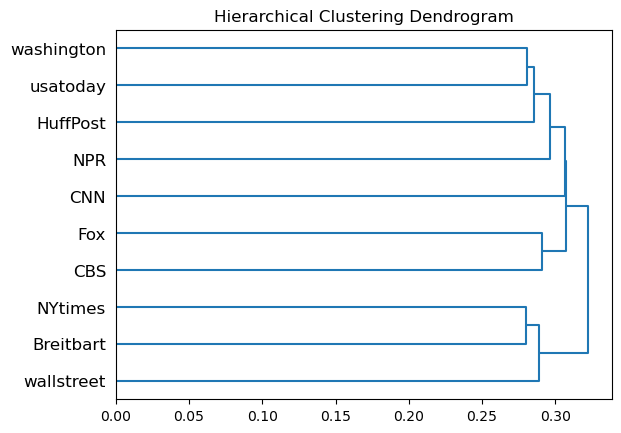 Hierarchical Clustering Dendrogram
washington
usatoday
HuffPost
NPR
CNN
Fox
CBS
NYtimes
Breitbart
wallstreet
0.00 0.05 0.10 0.15 0.20 0.25 0.30